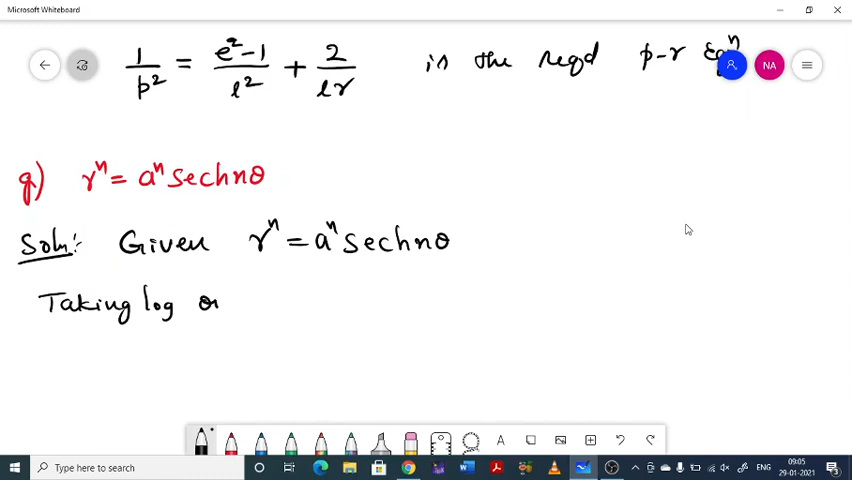 Microsoft Whiteboard
1/p² = e²-1/l² + 2/lr is the reqd p-r Eqⁿ
NA
g) rⁿ = aⁿ sechnθ
Soln: Given rⁿ = aⁿ sechnθ
Taking log o
A
Type here to search
ENG
09:05
29-01-2021
3